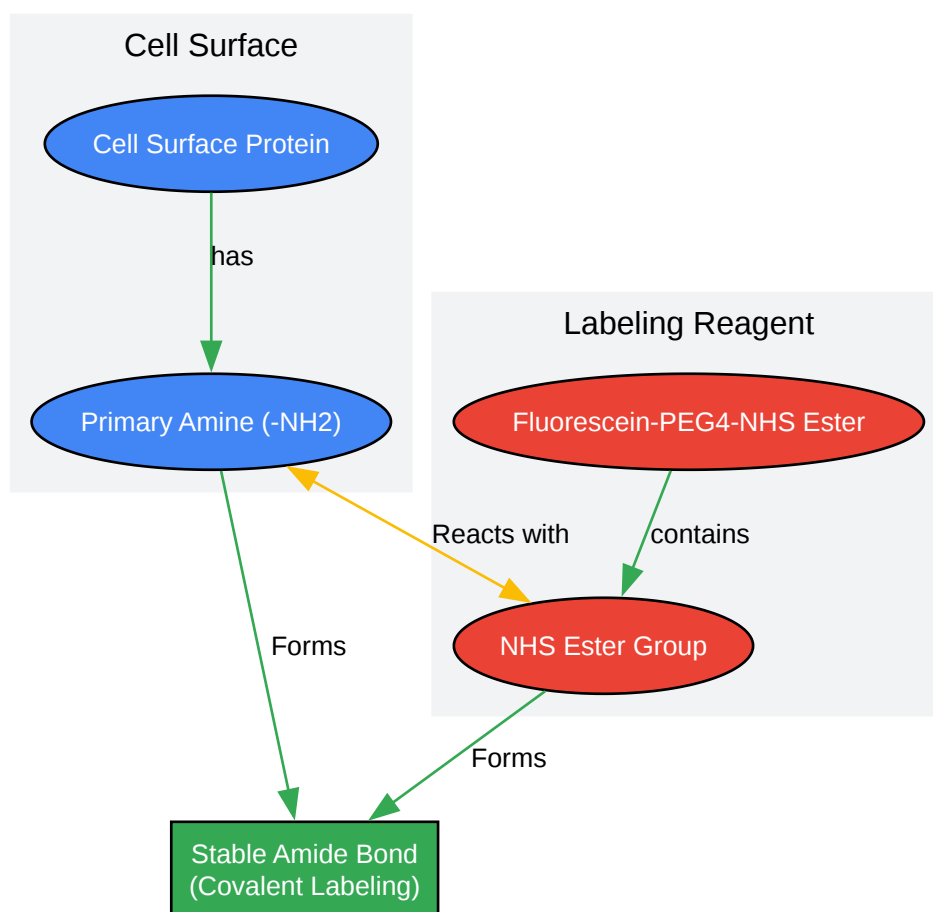 Cell Surface
Cell Surface Protein
has
Labeling Reagent
Primary Amine (-NH2)
Fluorescein-PEG4-NHS Ester
Reacts with
contains
Forms
NHS Ester Group
Forms
Stable Amide Bond
(Covalent Labeling)